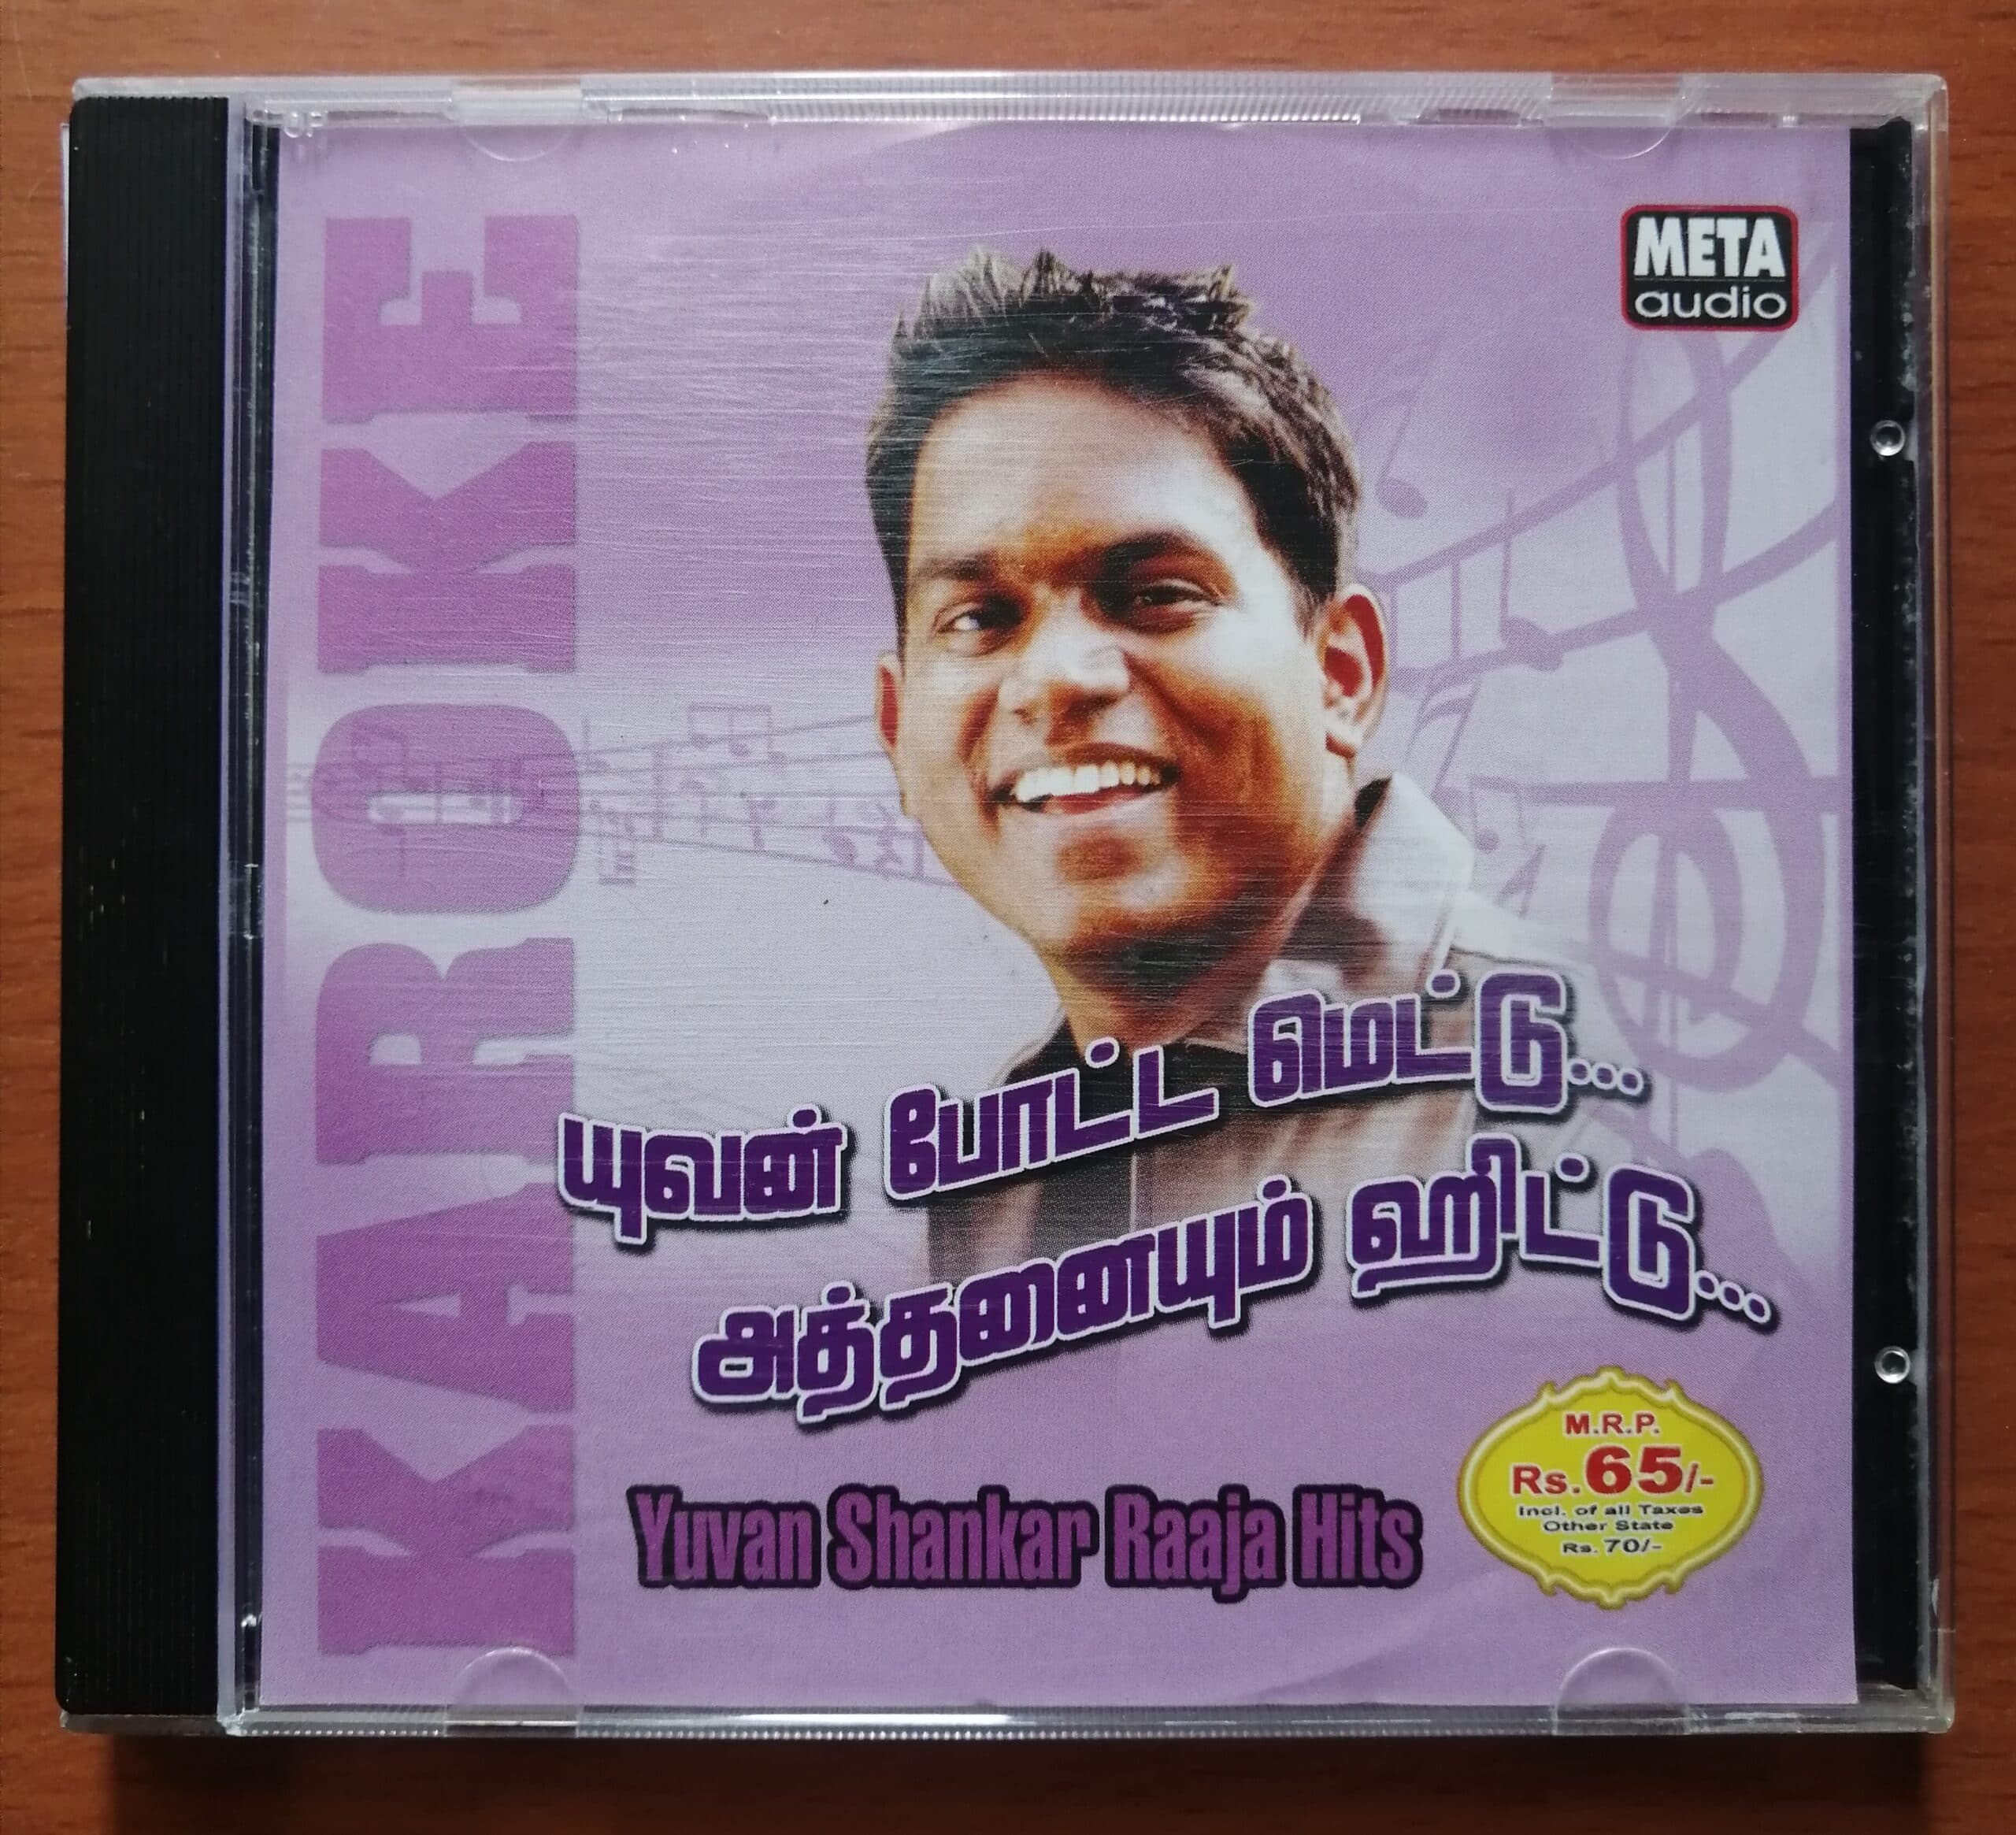 KAROKE
META
audio
யுவன் போட்ட மெட்டு...
அத்தனையும் ஹிட்டு...
Yuvan Shankar Raaja Hits
M.R.P.
Rs.65/-
Incl. of all Taxes
Other State
Rs. 70/-